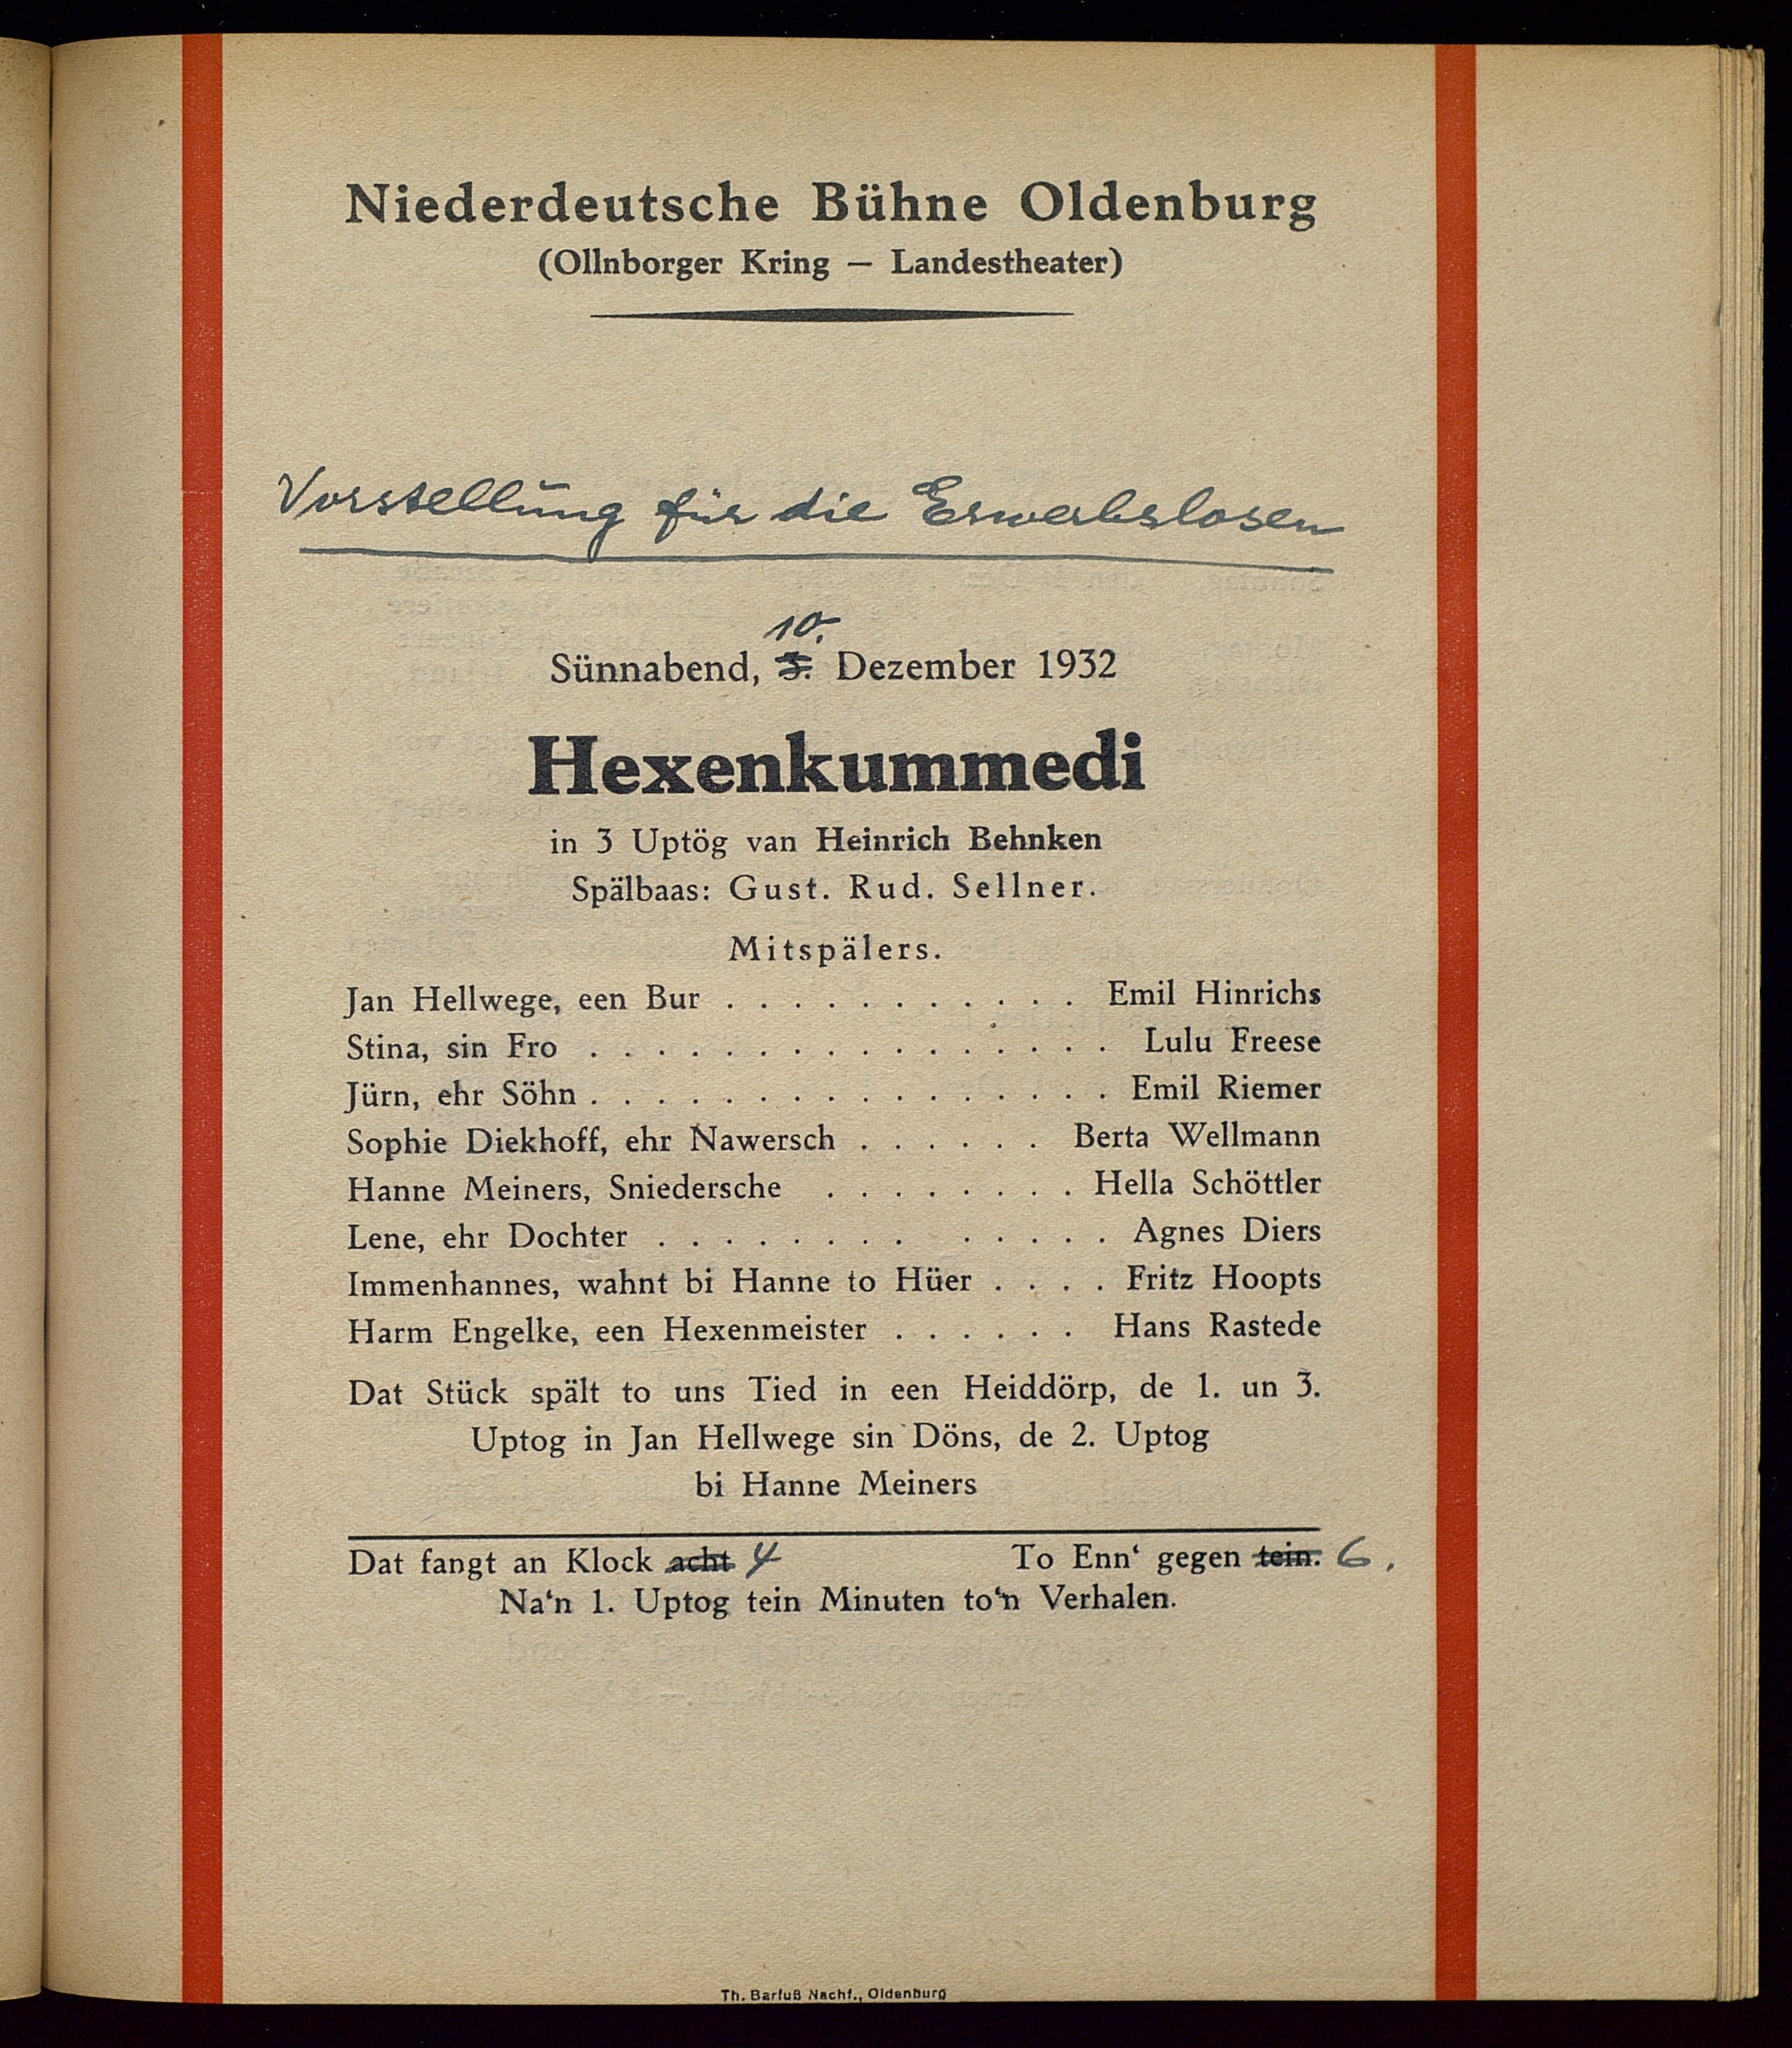 Niederdeutsche Bühne Oldenburg
(Ollnborger Kring — Landestheater)
Vorstellung für die Erwerbslosen
10.
Sünnabend, 3. Dezember 1932
Hexenkummedi
in 3 Uptög van Heinrich Behnken
Spälbaas: Gust. Rud. Sellner.
Mitspälers.
Jan Hellwege, een Bur . . . . . . . . . . . Emil Hinrichs
Stina, sin Fro . . . . . . . . . . . . . . . . Lulu Freese
Jürn, ehr Söhn . . . . . . . . . . . . . . . . Emil Riemer
Sophie Diekhoff, ehr Nawersch . . . . . . Berta Wellmann
Hanne Meiners, Sniedersche . . . . . . . . Hella Schöttler
Lene, ehr Dochter . . . . . . . . . . . . . Agnes Diers
Immenhannes, wahnt bi Hanne to Hüer . . . . Fritz Hoopts
Harm Engelke, een Hexenmeister . . . . . . Hans Rastede
Dat Stück spält to uns Tied in een Heiddörp, de 1. un 3.
Uptog in Jan Hellwege sin Döns, de 2. Uptog
bi Hanne Meiners
Dat fangt an Klock acht 4 To Enn‘ gegen tein. 6.
Na‘n 1. Uptog tein Minuten to‘n Verhalen.
Th. Barfuß Nachf., Oldenburg